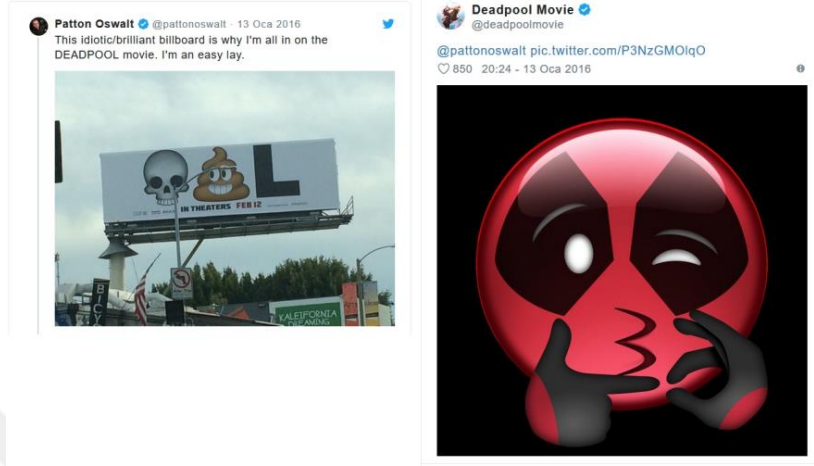 Patton Oswalt @pattonoswalt · 13 Oca 2016
This idiotic/brilliant billboard is why I'm all in on the
DEADPOOL movie. I'm an easy lay.
L
IN THEATERS FEB 12
BICY
KALEIFORNIA
DREAMING
Deadpool Movie
@deadpoolmovie
@pattonoswalt pic.twitter.com/P3NzGMOlqO
850 20:24 - 13 Oca 2016